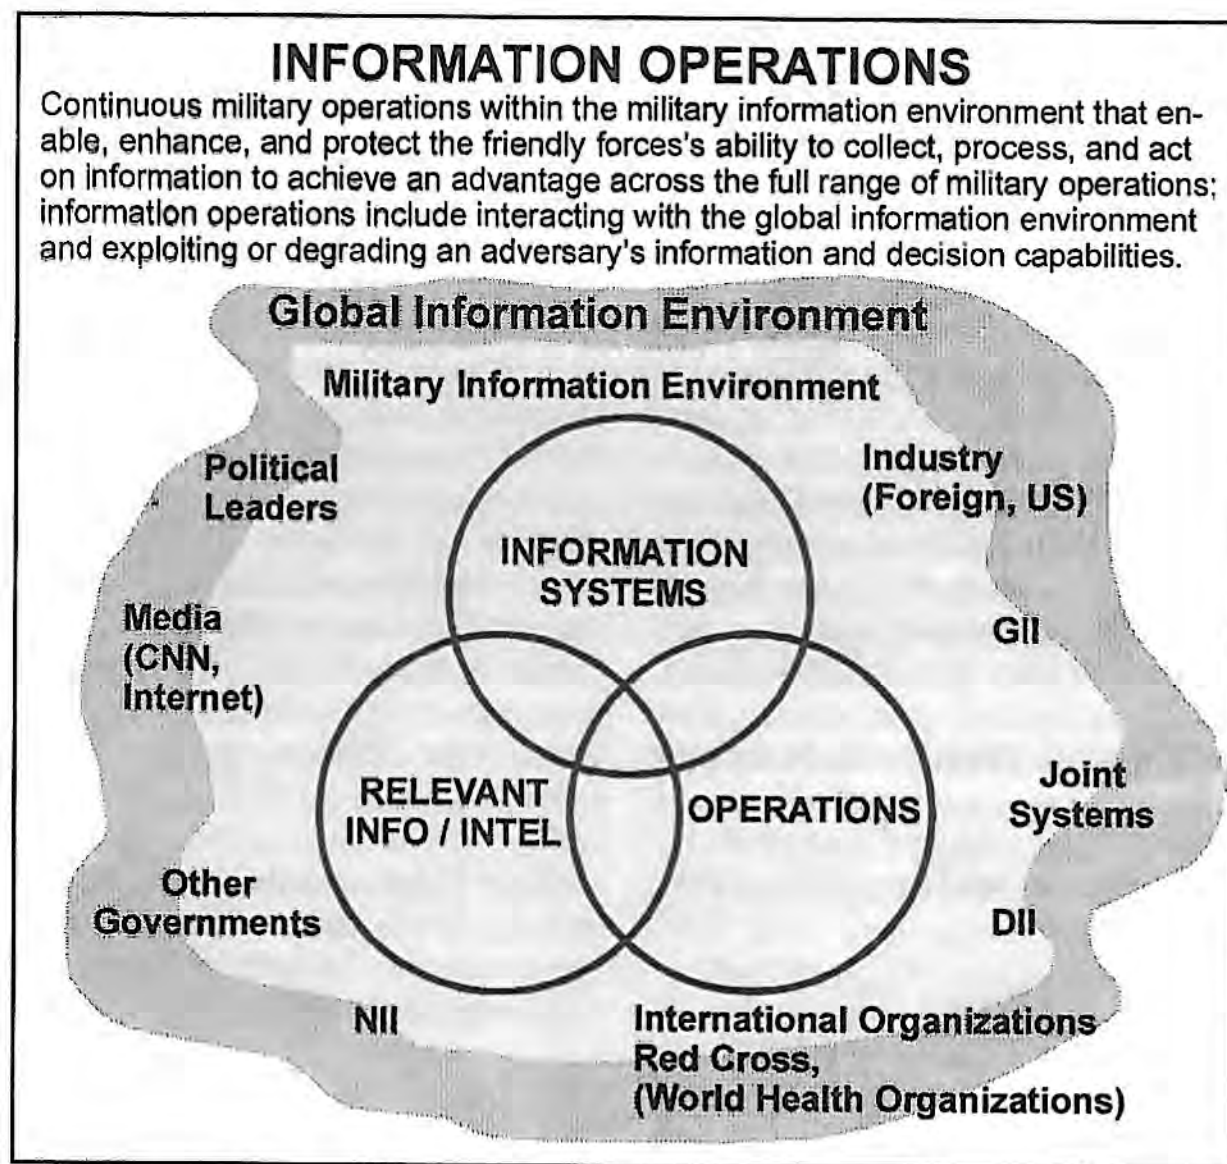 INFORMATION OPERATIONS
Continuous military operations within the military information environment that en-
able, enhance, and protect the friendly forces's ability to collect, process, and act
on information to achieve an advantage across the full range of military operations;
information operations include interacting with the global information environment
and exploiting or degrading an adversary's information and decision capabilities.
Global Information Environment
Military Information Environment
Political
Leaders
Industry
(Foreign, US)
INFORMATION
SYSTEMS
Media
(CNN,
Internet)
GII
RELEVANT
INFO / INTEL
OPERATIONS
Joint
Systems
Other
Governments
DII
NII
International Organizations
Red Cross,
(World Health Organizations)